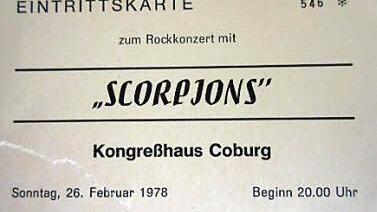 EINTRITTSKARTE 546 *
zum Rockkonzert mit
„SCORPIONS"
Kongreßhaus Coburg
Sonntag, 26. Februar 1978 Beginn 20.00 Uhr